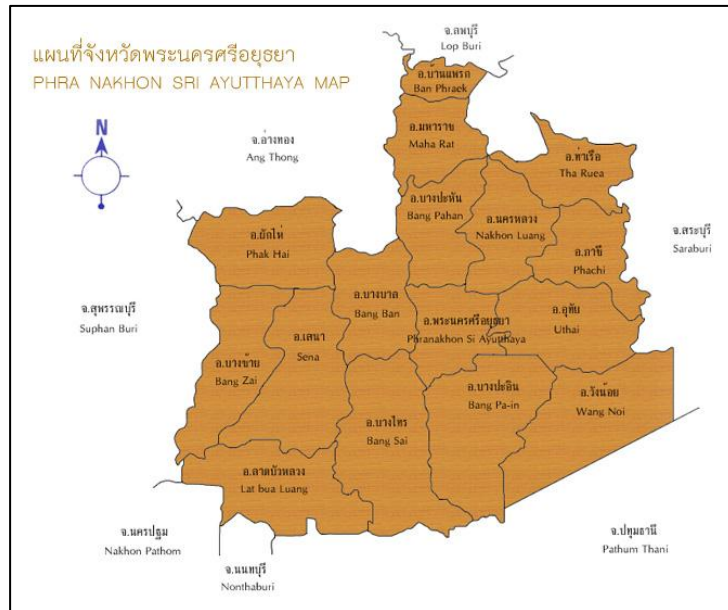 แผนที่จังหวัดพระนครศรีอยุธยา
PHRA NAKHON SRI AYUTTHAYA MAP
จ.ลพบุรี
Lop Buri
อ.บ้านแพรก
Ban Phraek
N
จ.อ่างทอง
Ang Thong
อ.มหาราช
Maha Rat
อ.ท่าเรือ
Tha Ruea
อ.บางปะหัน
Bang Pahan
อ.นครหลวง
Nakhon Luang
จ.สระบุรี
Saraburi
อ.ผักไห่
Phak Hai
อ.ภาชี
Phachi
จ.สุพรรณบุรี
Suphan Buri
อ.บางบาล
Bang Ban
อ.พระนครศรีอยุธยา
Phranakhon Si Ayutthaya
อ.อุทัย
Uthai
อ.เสนา
Sena
อ.บางซ้าย
Bang Zai
อ.บางปะอิน
Bang Pa-in
อ.วังน้อย
Wang Noi
อ.บางไทร
Bang Sai
อ.ลาดบัวหลวง
Lat bua Luang
จ.นครปฐม
Nakhon Pathom
จ.ปทุมธานี
Pathum Thani
จ.นนทบุรี
Nonthaburi